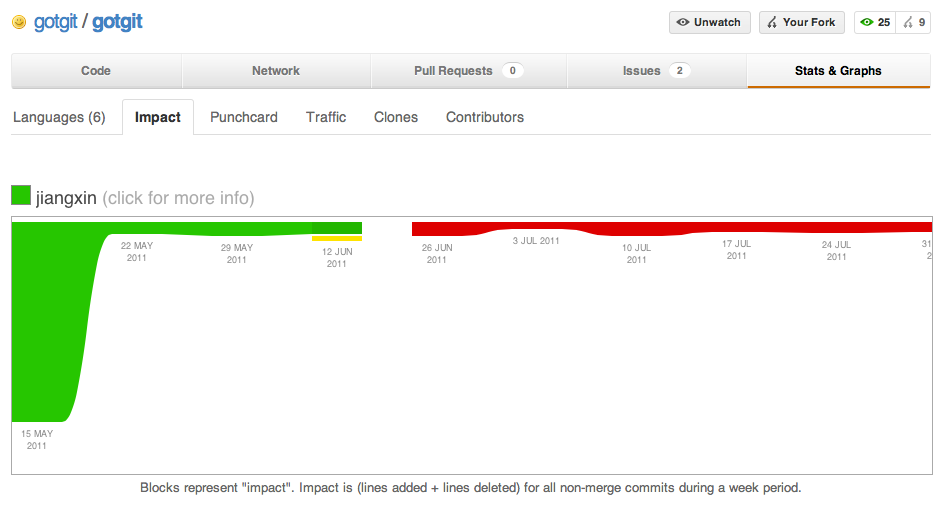 gotgit / gotgit
Unwatch
Your Fork
25
9
Code
Network
Pull Requests 0
Issues 2
Stats & Graphs
Languages (6)
Impact
Punchcard
Traffic
Clones
Contributors
jiangxin (click for more info)
22 MAY
2011
29 MAY
2011
12 JUN
2011
26 JUN
2011
3 JUL 2011
10 JUL
2011
17 JUL
2011
24 JUL
2011
31
2
15 MAY
2011
Blocks represent "impact". Impact is (lines added + lines deleted) for all non-merge commits during a week period.